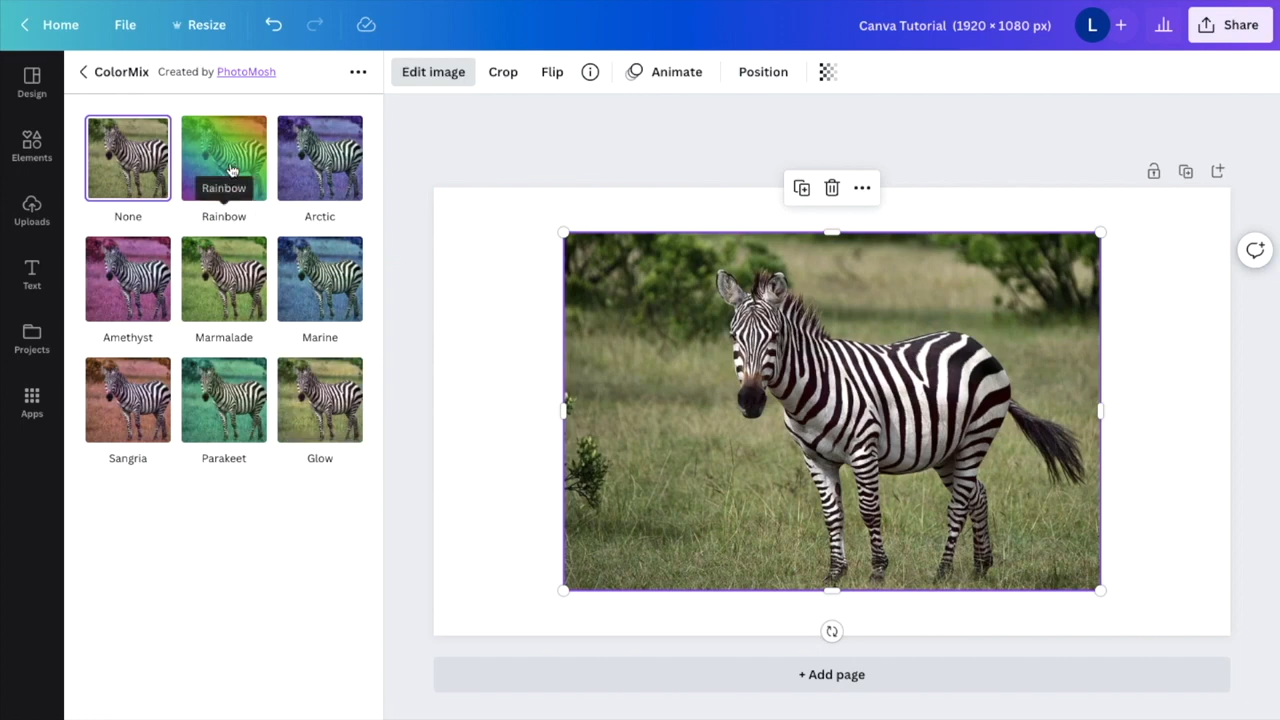 Home File Resize Canva Tutorial (1920 × 1080 px) L + Share
Design
Elements
Uploads
Text
Projects
Apps
ColorMix Created by PhotoMosh
Edit image Crop Flip Animate Position
Rainbow
None Rainbow Arctic
Amethyst Marmalade Marine
Sangria Parakeet Glow
+ Add page